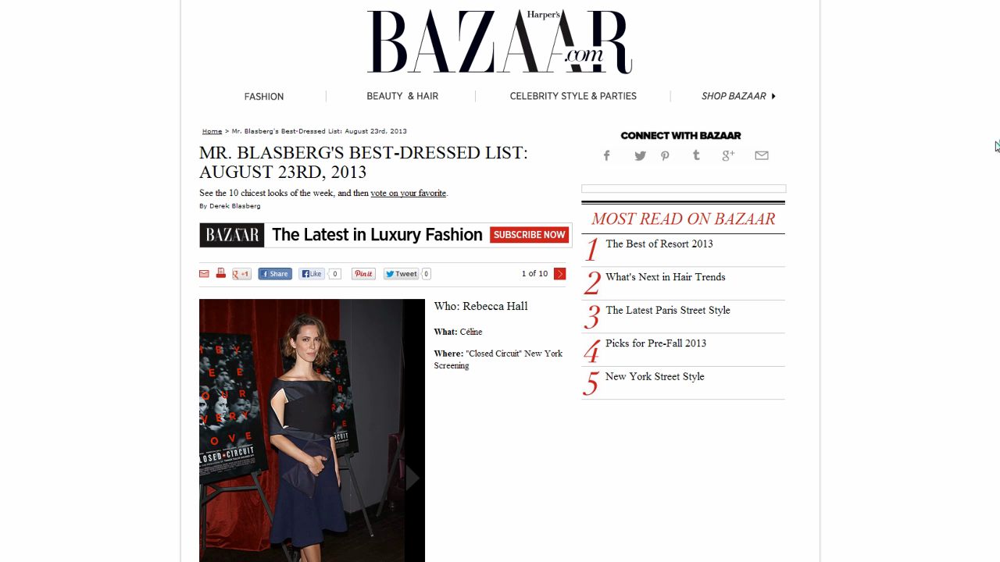 Harper's
BAZAAR
.com
FASHION
BEAUTY & HAIR
CELEBRITY STYLE & PARTIES
SHOP BAZAAR
Home > Mr. Blasberg's Best-Dressed List: August 23rd, 2013
MR. BLASBERG'S BEST-DRESSED LIST:
AUGUST 23RD, 2013
See the 10 chicest looks of the week, and then vote on your favorite.
By Derek Blasberg
BAZAAR The Latest in Luxury Fashion SUBSCRIBE NOW
g +1 f Share f Like 0 Pin it Tweet 0 1 of 10
Who: Rebecca Hall
What: Céline
Where: "Closed Circuit" New York
Screening
LOSED CIRCUIT
CONNECT WITH BAZAAR
MOST READ ON BAZAAR
1 The Best of Resort 2013
2 What's Next in Hair Trends
3 The Latest Paris Street Style
4 Picks for Pre-Fall 2013
5 New York Street Style